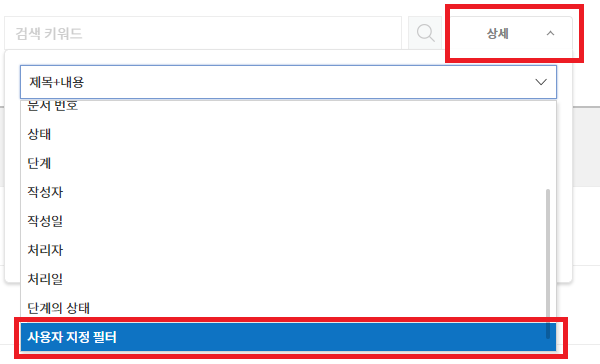 검색 키워드
상세
제목+내용
문서 번호
상태
단계
작성자
작성일
처리자
처리일
단계의 상태
사용자 지정 필터